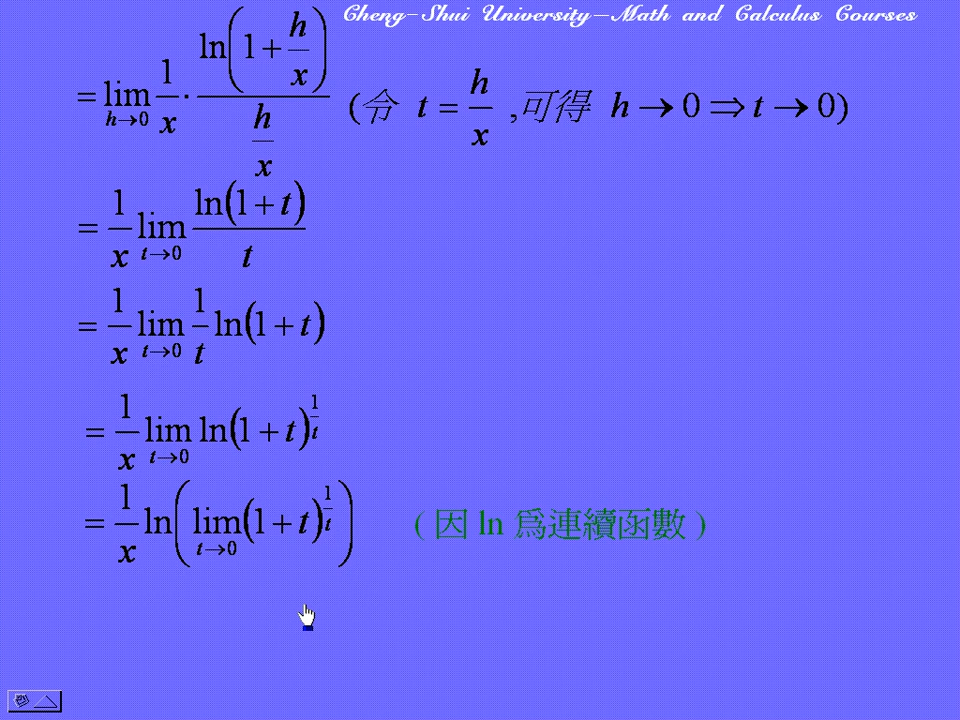 Cheng-Shui University-Math and Calculus Courses
= lim_{h→0} 1/x · ln(1 + h/x) / (h/x) (令 t = h/x ,可得 h → 0 ⇒ t → 0)
= 1/x lim_{t→0} ln(1 + t) / t
= 1/x lim_{t→0} 1/t ln(1 + t)
= 1/x lim_{t→0} ln(1 + t)^{1/t}
= 1/x ln( lim_{t→0} (1 + t)^{1/t} ) ( 因 ln 爲連續函數 )